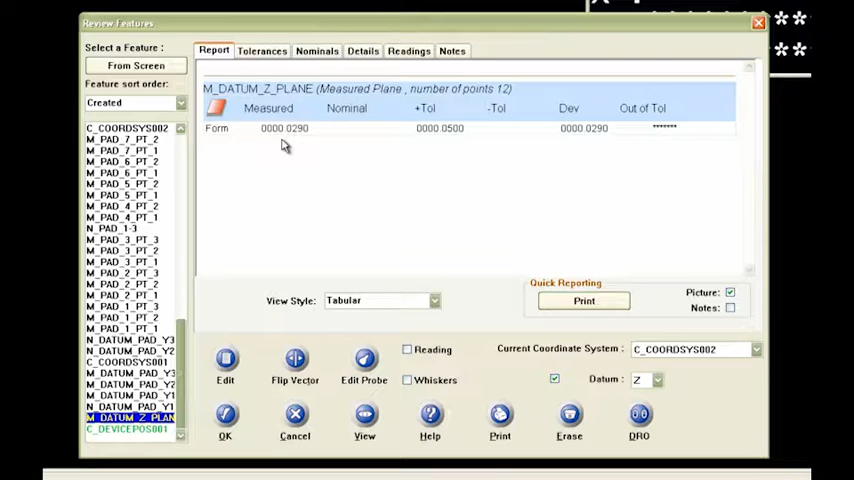 Review Features
**
**
Select a Feature :
From Screen
Feature sort order:
Created
C_COORDSYS002
M_PAD_7_PT_2
M_PAD_7_PT_1
M_PAD_6_PT_2
M_PAD_6_PT_1
M_PAD_5_PT_2
M_PAD_5_PT_1
M_PAD_4_PT_2
M_PAD_4_PT_1
N_PAD_1-3
M_PAD_3_PT_3
M_PAD_3_PT_2
M_PAD_3_PT_1
M_PAD_2_PT_3
M_PAD_2_PT_2
M_PAD_2_PT_1
M_PAD_1_PT_3
M_PAD_1_PT_2
M_PAD_1_PT_1
N_DATUM_PAD_Y3
N_DATUM_PAD_Y2
C_COORDSYS001
M_DATUM_PAD_Y3
M_DATUM_PAD_Y2
M_DATUM_PAD_Y1
N_DATUM_PAD_Y1
M_DATUM_Z_PLAN
C_DEVICEPOS001
Report Tolerances Nominals Details Readings Notes
M_DATUM_Z_PLANE (Measured Plane , number of points 12)
Measured Nominal +Tol -Tol Dev Out of Tol
Form 0000.0290 0000.0500 0000.0290 *******
View Style: Tabular
Quick Reporting
Print
Picture:
Notes:
Reading
Whiskers
Current Coordinate System : C_COORDSYS002
Datum : Z
Edit Flip Vector Edit Probe
OK Cancel View Help Print Erase DRO